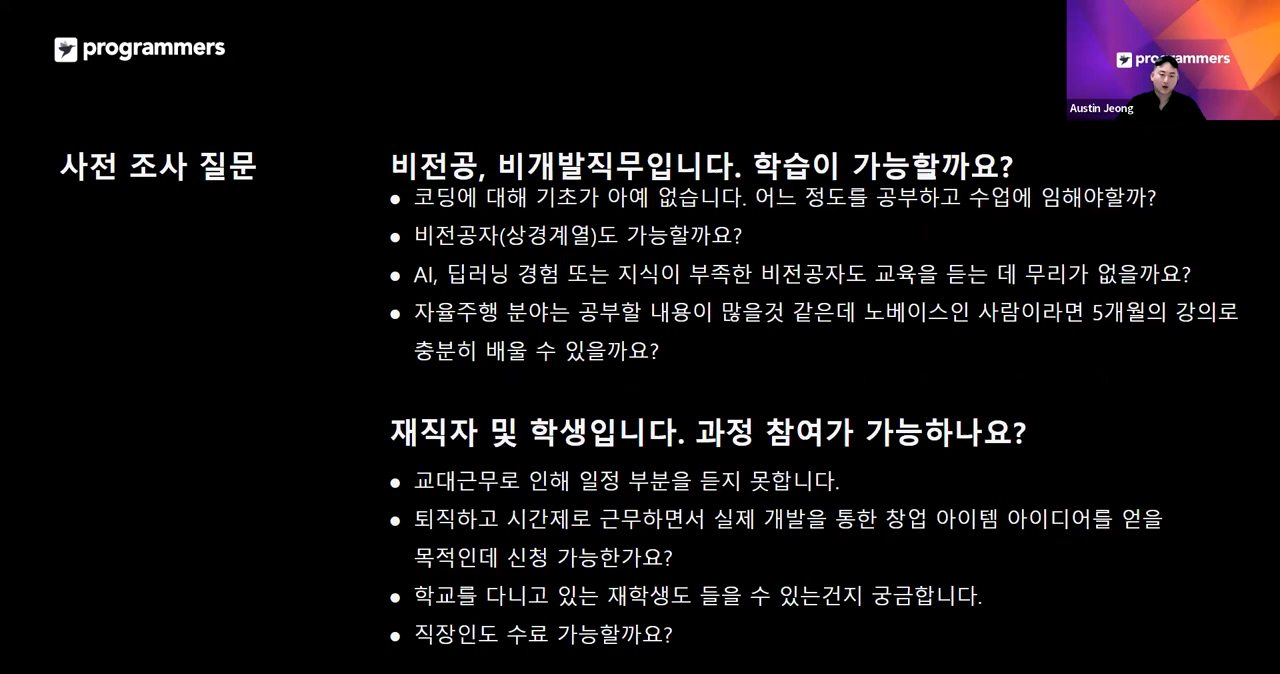 programmers
programmers
Austin Jeong
사전 조사 질문
비전공, 비개발직무입니다. 학습이 가능할까요?
● 코딩에 대해 기초가 아예 없습니다. 어느 정도를 공부하고 수업에 임해야할까?
● 비전공자(상경계열)도 가능할까요?
● AI, 딥러닝 경험 또는 지식이 부족한 비전공자도 교육을 듣는 데 무리가 없을까요?
● 자율주행 분야는 공부할 내용이 많을것 같은데 노베이스인 사람이라면 5개월의 강의로
충분히 배울 수 있을까요?
재직자 및 학생입니다. 과정 참여가 가능하나요?
● 교대근무로 인해 일정 부분을 듣지 못합니다.
● 퇴직하고 시간제로 근무하면서 실제 개발을 통한 창업 아이템 아이디어를 얻을
목적인데 신청 가능한가요?
● 학교를 다니고 있는 재학생도 들을 수 있는건지 궁금합니다.
● 직장인도 수료 가능할까요?